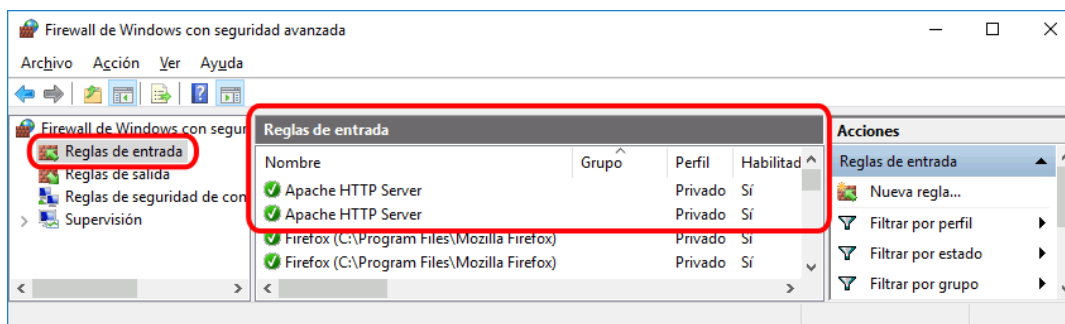 Firewall de Windows con seguridad avanzada
Archivo Acción Ver Ayuda
Firewall de Windows con segur
Reglas de entrada
Reglas de salida
Reglas de seguridad de con
Supervisión
Reglas de entrada
Nombre Grupo Perfil Habilitad
Apache HTTP Server Privado Sí
Apache HTTP Server Privado Sí
Firefox (C:\Program Files\Mozilla Firefox) Privado Sí
Firefox (C:\Program Files\Mozilla Firefox) Privado Sí
Acciones
Reglas de entrada
Nueva regla...
Filtrar por perfil
Filtrar por estado
Filtrar por grupo